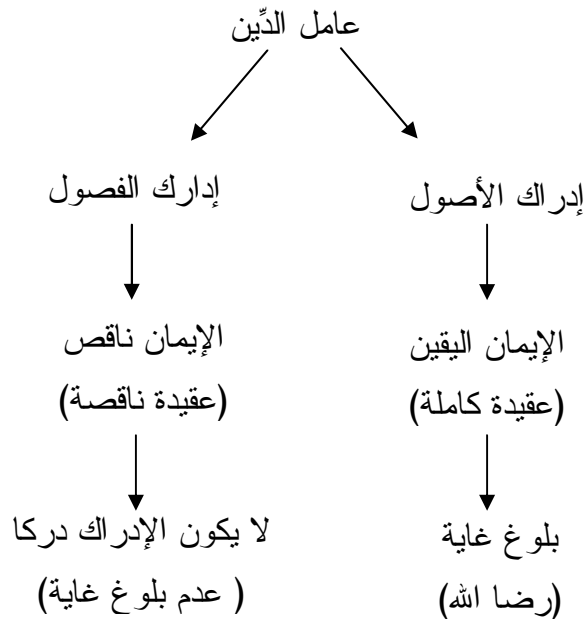 عامل الدِّين
إدراك الأصول
إدارك الفصول
الإيمان اليقين
(عقيدة كاملة)
الإيمان ناقص
(عقيدة ناقصة)
بلوغ غاية
(رضا الله)
لا يكون الإدراك دركا
( عدم بلوغ غاية)